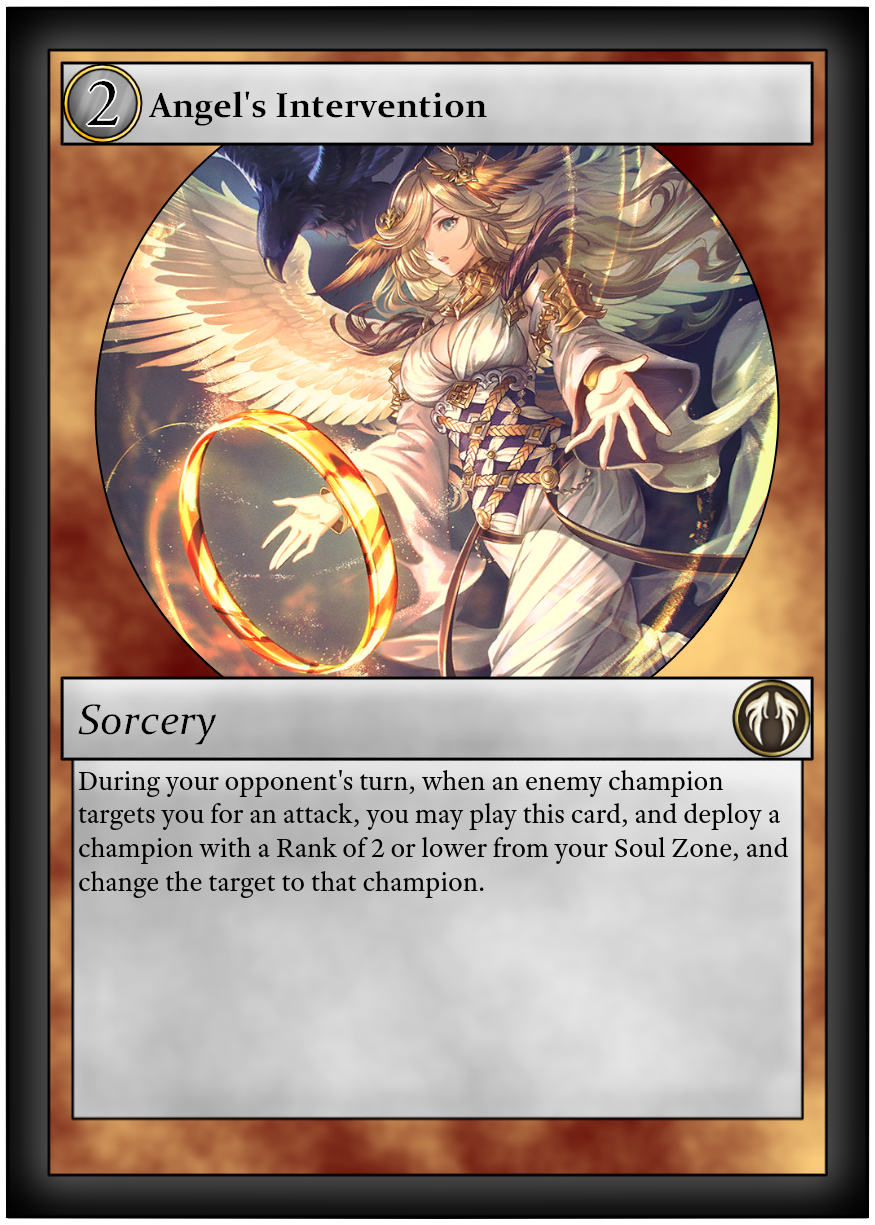 2 Angel's Intervention
Sorcery
During your opponent's turn, when an enemy champion
targets you for an attack, you may play this card, and deploy a
champion with a Rank of 2 or lower from your Soul Zone, and
change the target to that champion.